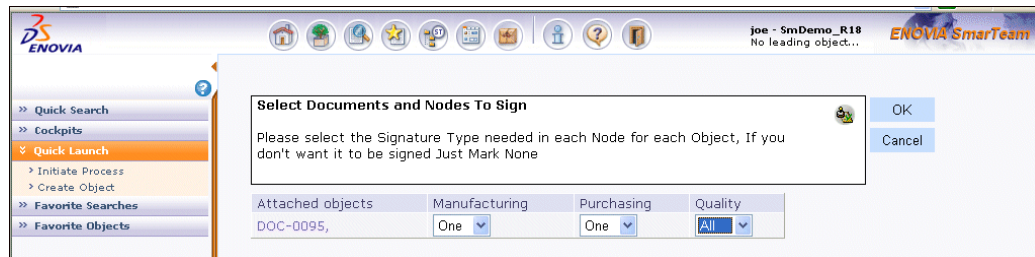 ENOVIA
joe - SmDemo_R18
No leading object...
ENOVIA SmarTeam
Quick Search
Cockpits
Quick Launch
Initiate Process
Create Object
Favorite Searches
Favorite Objects
Select Documents and Nodes To Sign
Please select the Signature Type needed in each Node for each Object, If you
don't want it to be signed Just Mark None
OK
Cancel
Attached objects Manufacturing Purchasing Quality
DOC-0095, One One All